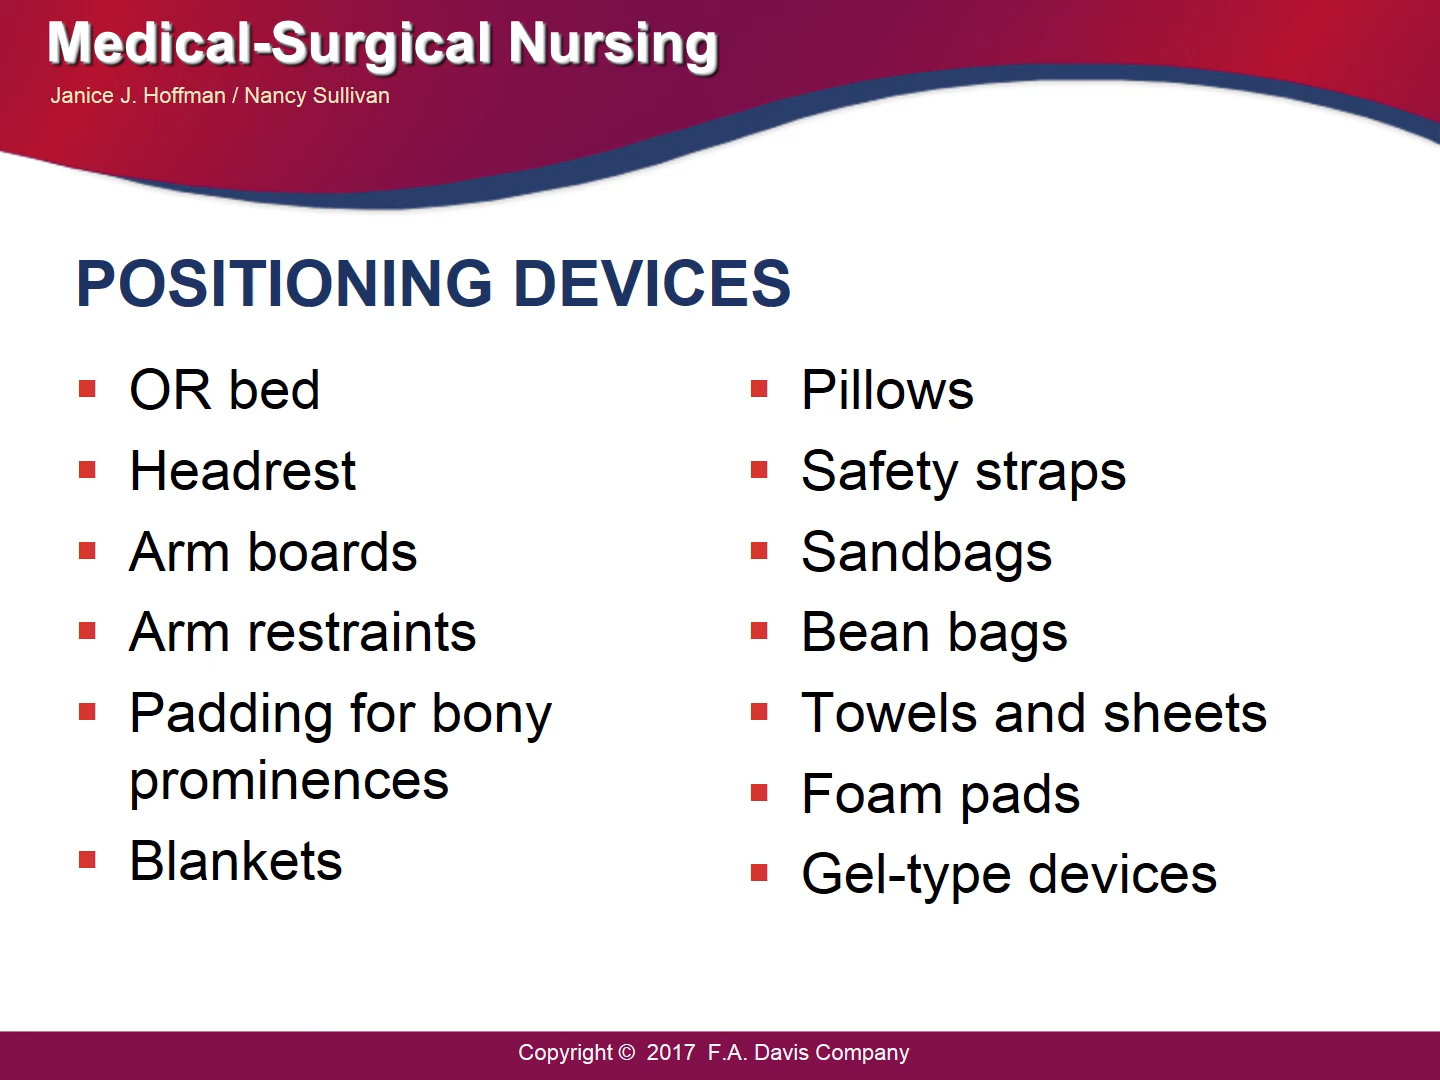 Medical-Surgical Nursing
Janice J. Hoffman / Nancy Sullivan
POSITIONING DEVICES
OR bed
Headrest
Arm boards
Arm restraints
Padding for bony
prominences
Blankets
Pillows
Safety straps
Sandbags
Bean bags
Towels and sheets
Foam pads
Gel-type devices
Copyright © 2017 F.A. Davis Company